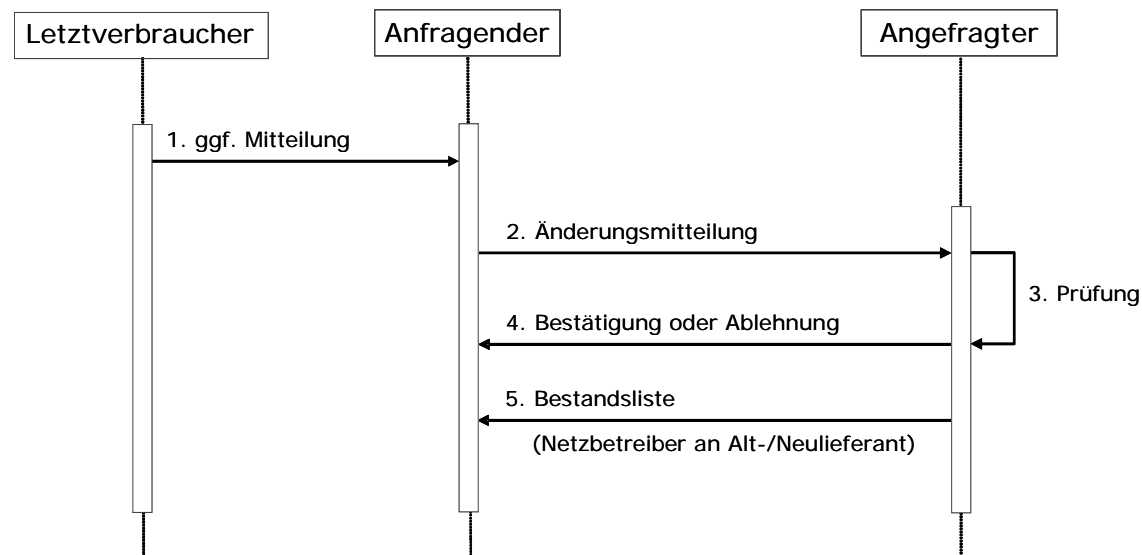 Letztverbraucher
Anfragender
Angefragter
1. ggf. Mitteilung
2. Änderungsmitteilung
3. Prüfung
4. Bestätigung oder Ablehnung
5. Bestandsliste
(Netzbetreiber an Alt-/Neulieferant)